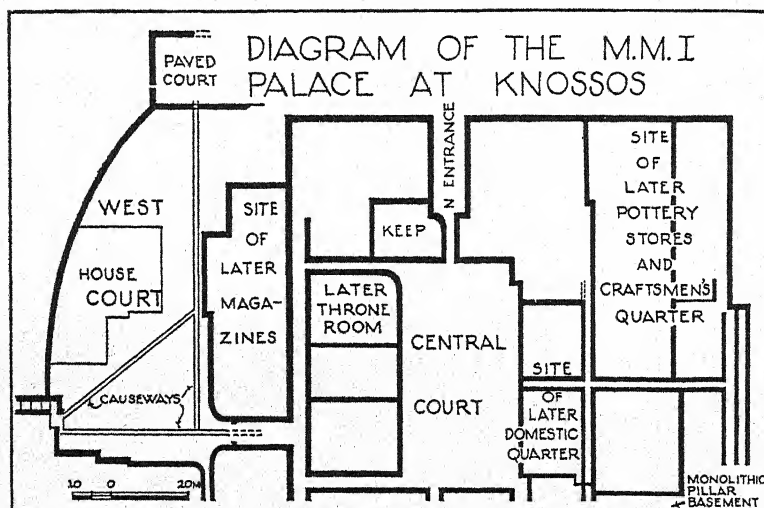 DIAGRAM OF THE M.M.I
PALACE AT KNOSSOS
PAVED
COURT
N ENTRANCE
WEST
HOUSE
COURT
CAUSEWAYS
SITE
OF
LATER
MAGA-
ZINES
KEEP
LATER
THRONE
ROOM
CENTRAL
COURT
SITE
OF
LATER
POTTERY
STORES
AND
CRAFTSMEN'S
QUARTER
SITE
OF LATER
DOMESTIC
QUARTER
MONOLITHIC
PILLAR
BASEMENT
10 0 20M